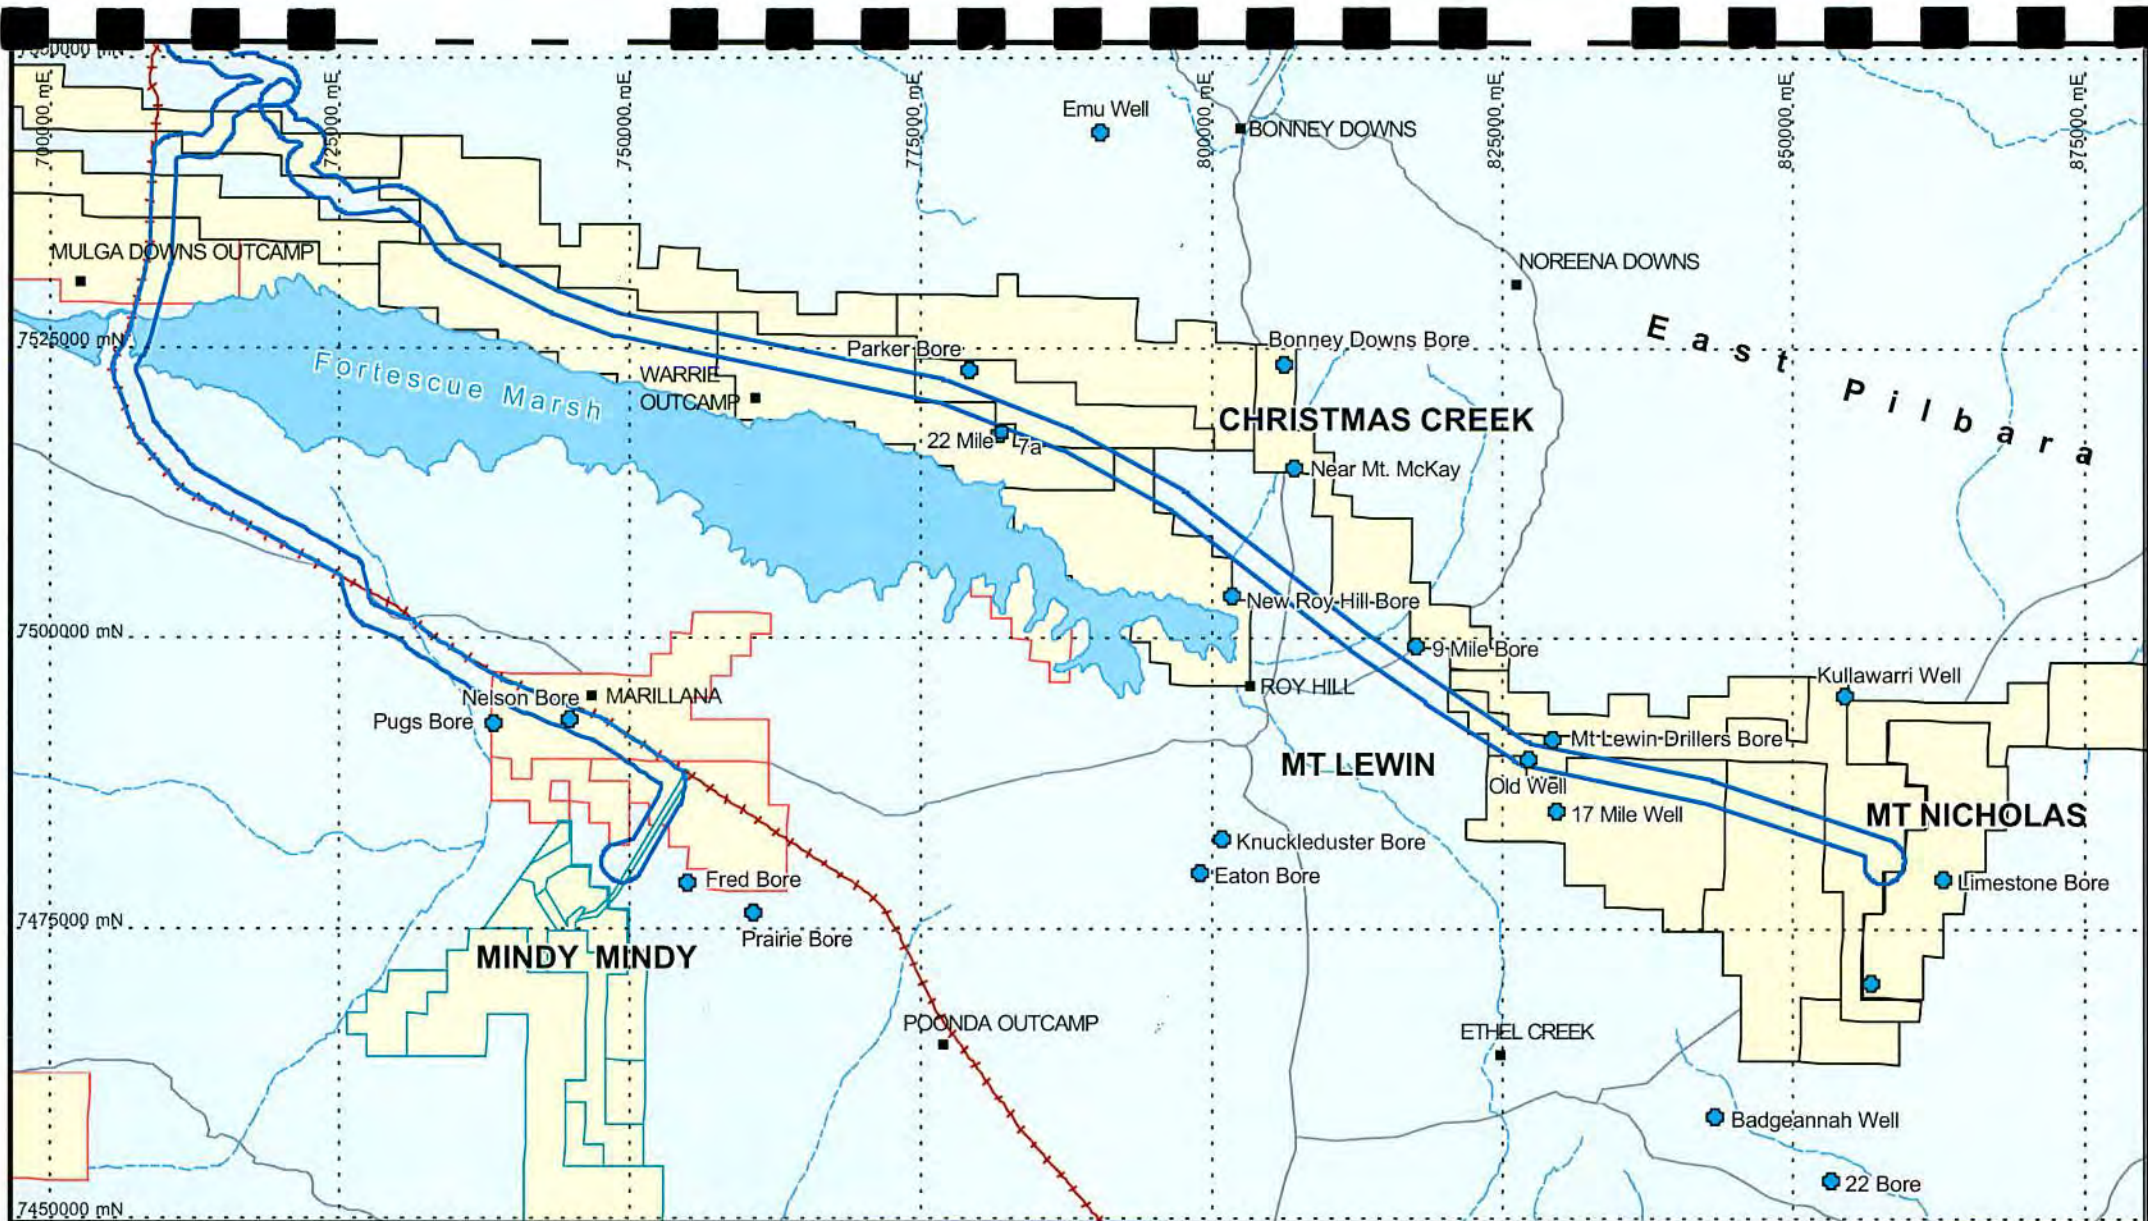 7550000 mN
700000 mE
725000 mE
750000 mE
775000 mE
800000 mE
825000 mE
850000 mE
875000 mE
Emu Well
BONNEY DOWNS
MULGA DOWNS OUTCAMP
NOREENA DOWNS
East Pilbara
7525000 mN
Fortescue Marsh
Parker Bore
Bonney Downs Bore
WARRIE
OUTCAMP
CHRISTMAS CREEK
22 Mile
7a
Near Mt. McKay
New Roy Hill Bore
7500000 mN
9 Mile Bore
Kullawarri Well
ROY HILL
Nelson Bore
MARILLANA
Pugs Bore
Mt Lewin Drillers Bore
MT LEWIN
Old Well
17 Mile Well
MT NICHOLAS
Knuckleduster Bore
Eaton Bore
Fred Bore
Limestone Bore
7475000 mN
Prairie Bore
MINDY MINDY
POONDA OUTCAMP
ETHEL CREEK
Badgeannah Well
22 Bore
7450000 mN